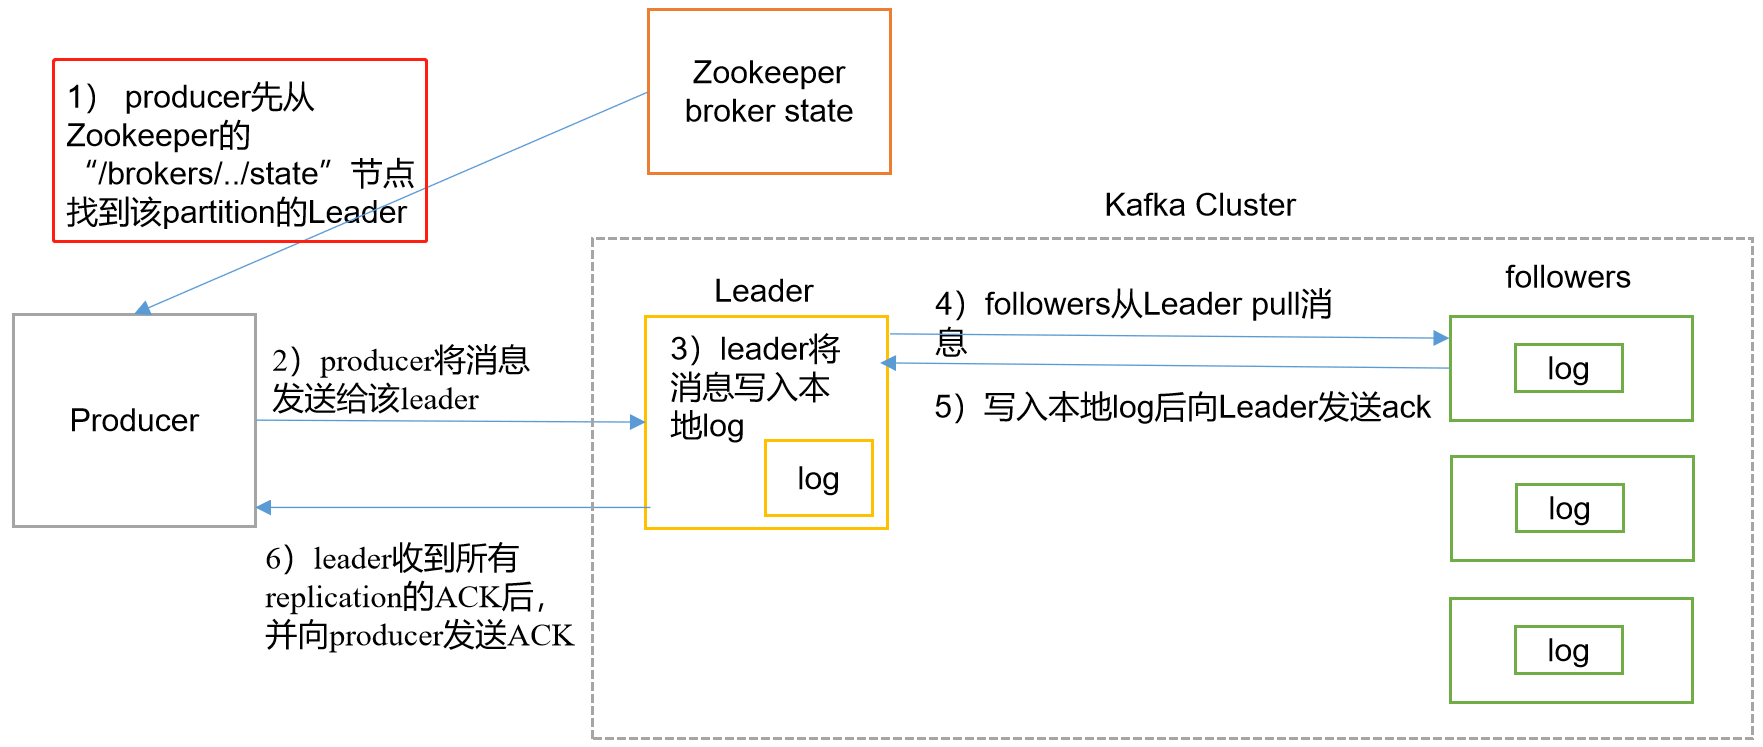 Zookeeper
broker state
1） producer先从
Zookeeper的
“/brokers/../state”节点
找到该partition的Leader
Kafka Cluster
Leader
followers
4）followers从Leader pull消
息
3）leader将
消息写入本
地log
log
2）producer将消息
发送给该leader
Producer
log
5）写入本地log后向Leader发送ack
log
6）leader收到所有
replication的ACK后，
并向producer发送ACK
log